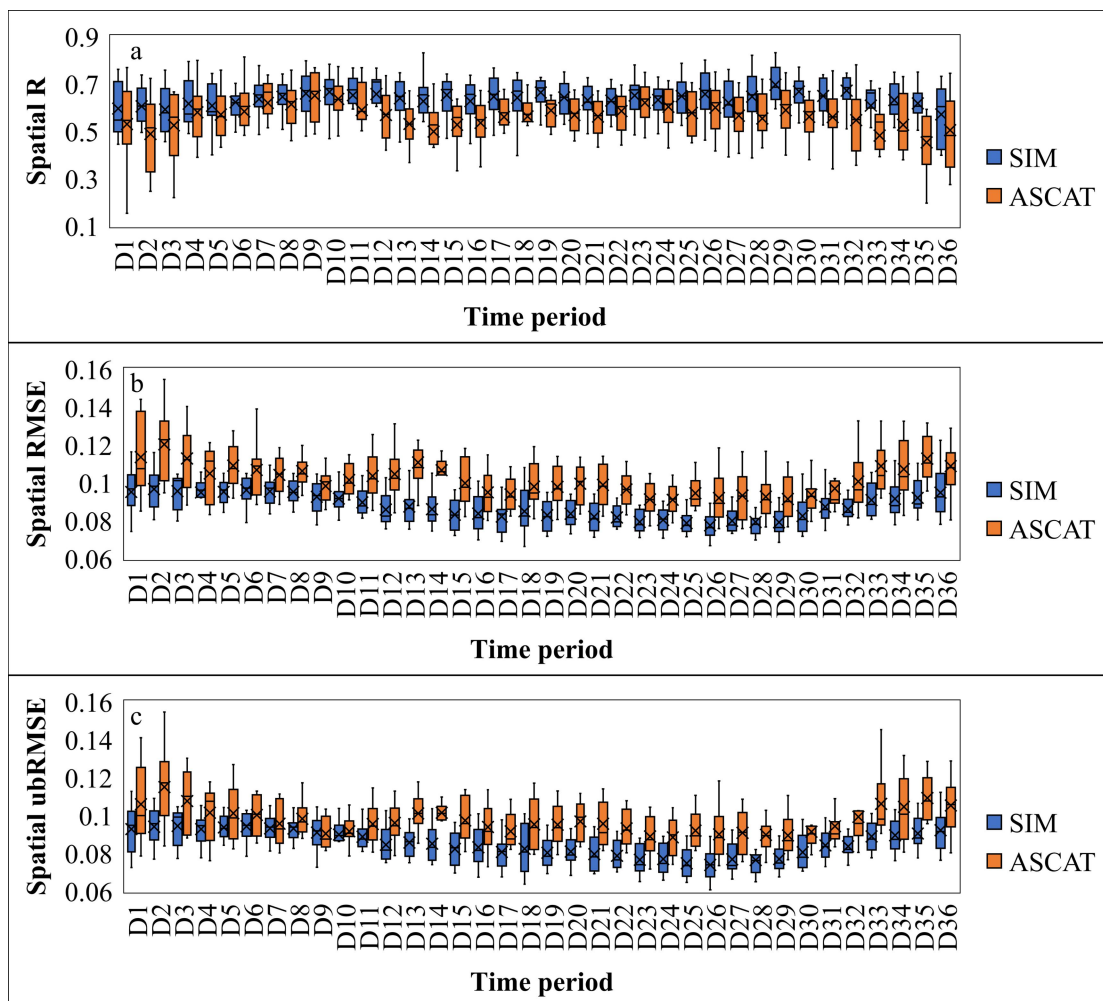 a
Spatial R
0.9
0.7
0.5
0.3
0.1
D1 D2 D3 D4 D5 D6 D7 D8 D9 D10 D11 D12 D13 D14 D15 D16 D17 D18 D19 D20 D21 D22 D23 D24 D25 D26 D27 D28 D29 D30 D31 D32 D33 D34 D35 D36
Time period
SIM
ASCAT
b
Spatial RMSE
0.16
0.14
0.12
0.1
0.08
0.06
D1 D2 D3 D4 D5 D6 D7 D8 D9 D10 D11 D12 D13 D14 D15 D16 D17 D18 D19 D20 D21 D22 D23 D24 D25 D26 D27 D28 D29 D30 D31 D32 D33 D34 D35 D36
Time period
SIM
ASCAT
c
Spatial ubRMSE
0.16
0.14
0.12
0.1
0.08
0.06
D1 D2 D3 D4 D5 D6 D7 D8 D9 D10 D11 D12 D13 D14 D15 D16 D17 D18 D19 D20 D21 D22 D23 D24 D25 D26 D27 D28 D29 D30 D31 D32 D33 D34 D35 D36
Time period
SIM
ASCAT